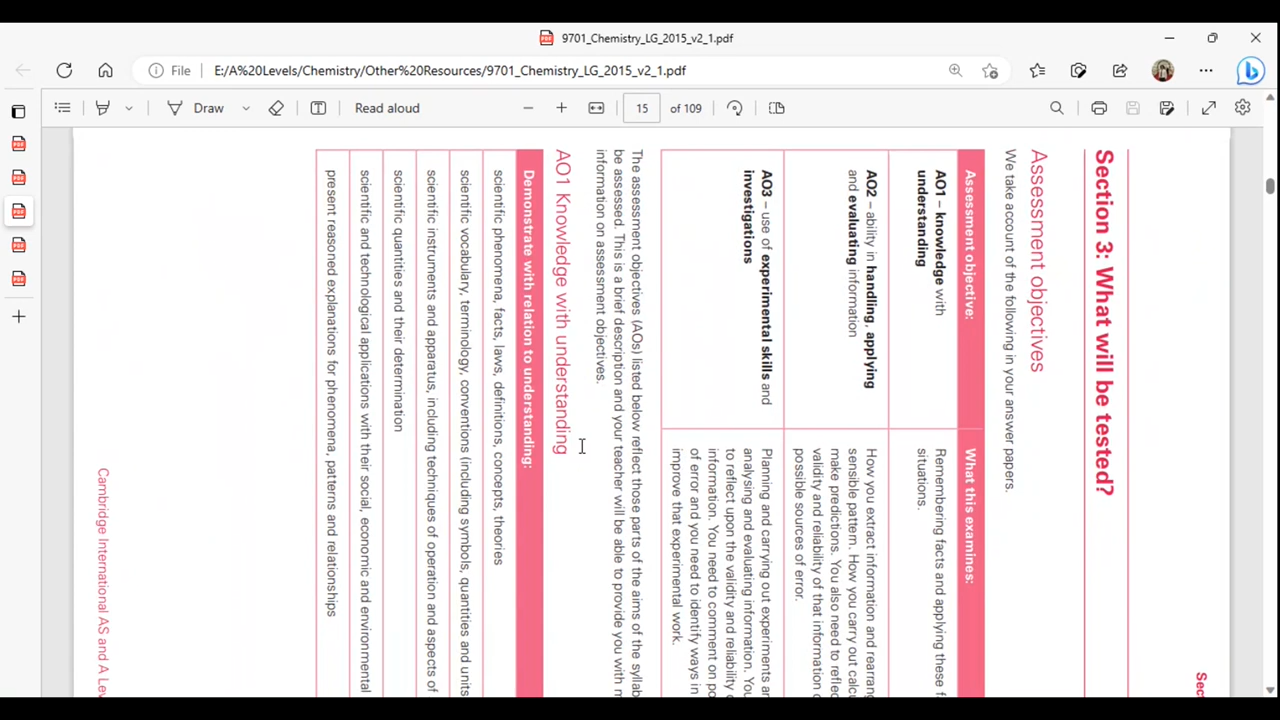 9701_Chemistry_LG_2015_v2_1.pdf
File
E:/A%20Levels/Chemistry/Other%20Resources/9701_Chemistry_LG_2015_v2_1.pdf
Draw
Read aloud
15 of 109
Sec
Section 3: What will be tested?
Assessment objectives
We take account of the following in your answer papers.
Assessment objective:
What this examines:
AO1 – knowledge with
understanding
Remembering facts and applying these f
situations.
AO2 – ability in handling, applying
and evaluating information
How you extract information and rearran
sensible pattern. How you carry out calcu
make predictions. You also need to reflec
validity and reliability of that information o
possible sources of error.
AO3 – use of experimental skills and
investigations
Planning and carrying out experiments an
analysing and evaluating information. You
to reflect upon the validity and reliability o
information. You need to comment on po
of error and you need to identify ways in
improve that experimental work.
The assessment objectives (AOs) listed below reflect those parts of the aims of the syllab
be assessed. This is a brief description and your teacher will be able to provide you with m
information on assessment objectives.
AO1 Knowledge with understanding
Demonstrate with relation to understanding:
scientific phenomena, facts, laws, definitions, concepts, theories
scientific vocabulary, terminology, conventions (including symbols, quantities and units
scientific instruments and apparatus, including techniques of operation and aspects of
scientific quantities and their determination
scientific and technological applications with their social, economic and environmental
present reasoned explanations for phenomena, patterns and relationships
Cambridge International AS and A Lev